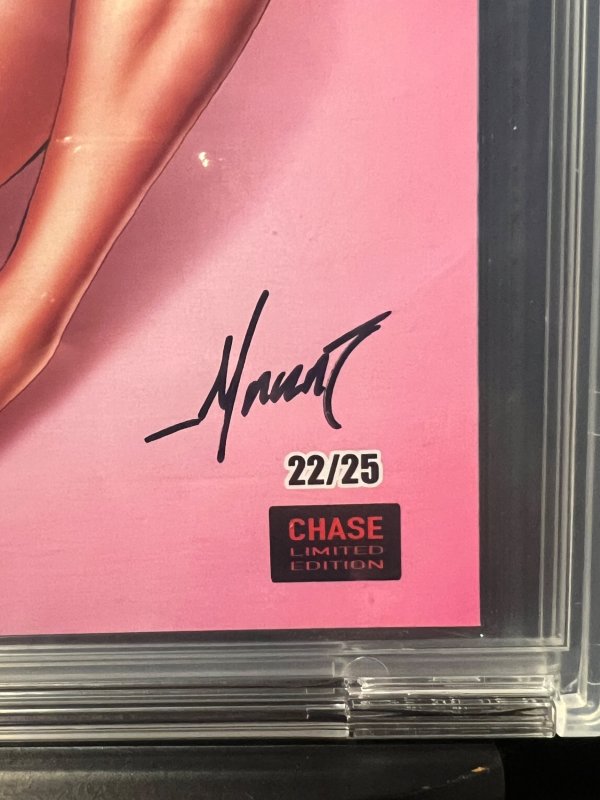 22/25
CHASE
LIMITED
EDITION